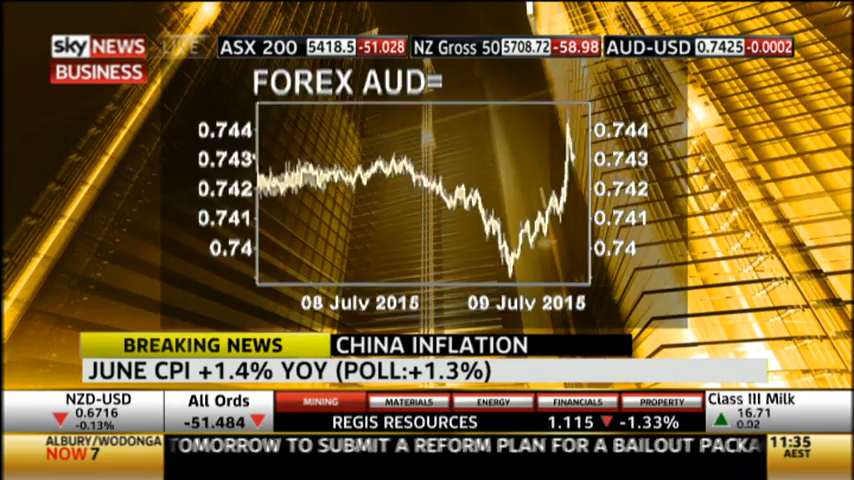 sky NEWS LIVE
BUSINESS
ASX 200 5418.5 -51.028 NZ Gross 50 5708.72 -58.98 AUD-USD 0.7425 -0.0002
FOREX AUD=
0.744 0.744
0.743 0.743
0.742 0.742
0.741 0.741
0.74 0.74
08 July 2015 09 July 2015
BREAKING NEWS CHINA INFLATION
JUNE CPI +1.4% YOY (POLL:+1.3%)
NZD-USD
0.6716
-0.13%
All Ords
-51.484
MINING MATERIALS ENERGY FINANCIALS PROPERTY
REGIS RESOURCES 1.115 -1.33%
Class III Milk
16.71
0.02
ALBURY/WODONGA
NOW 7
TOMORROW TO SUBMIT A REFORM PLAN FOR A BAILOUT PACKA
11:35
AEST